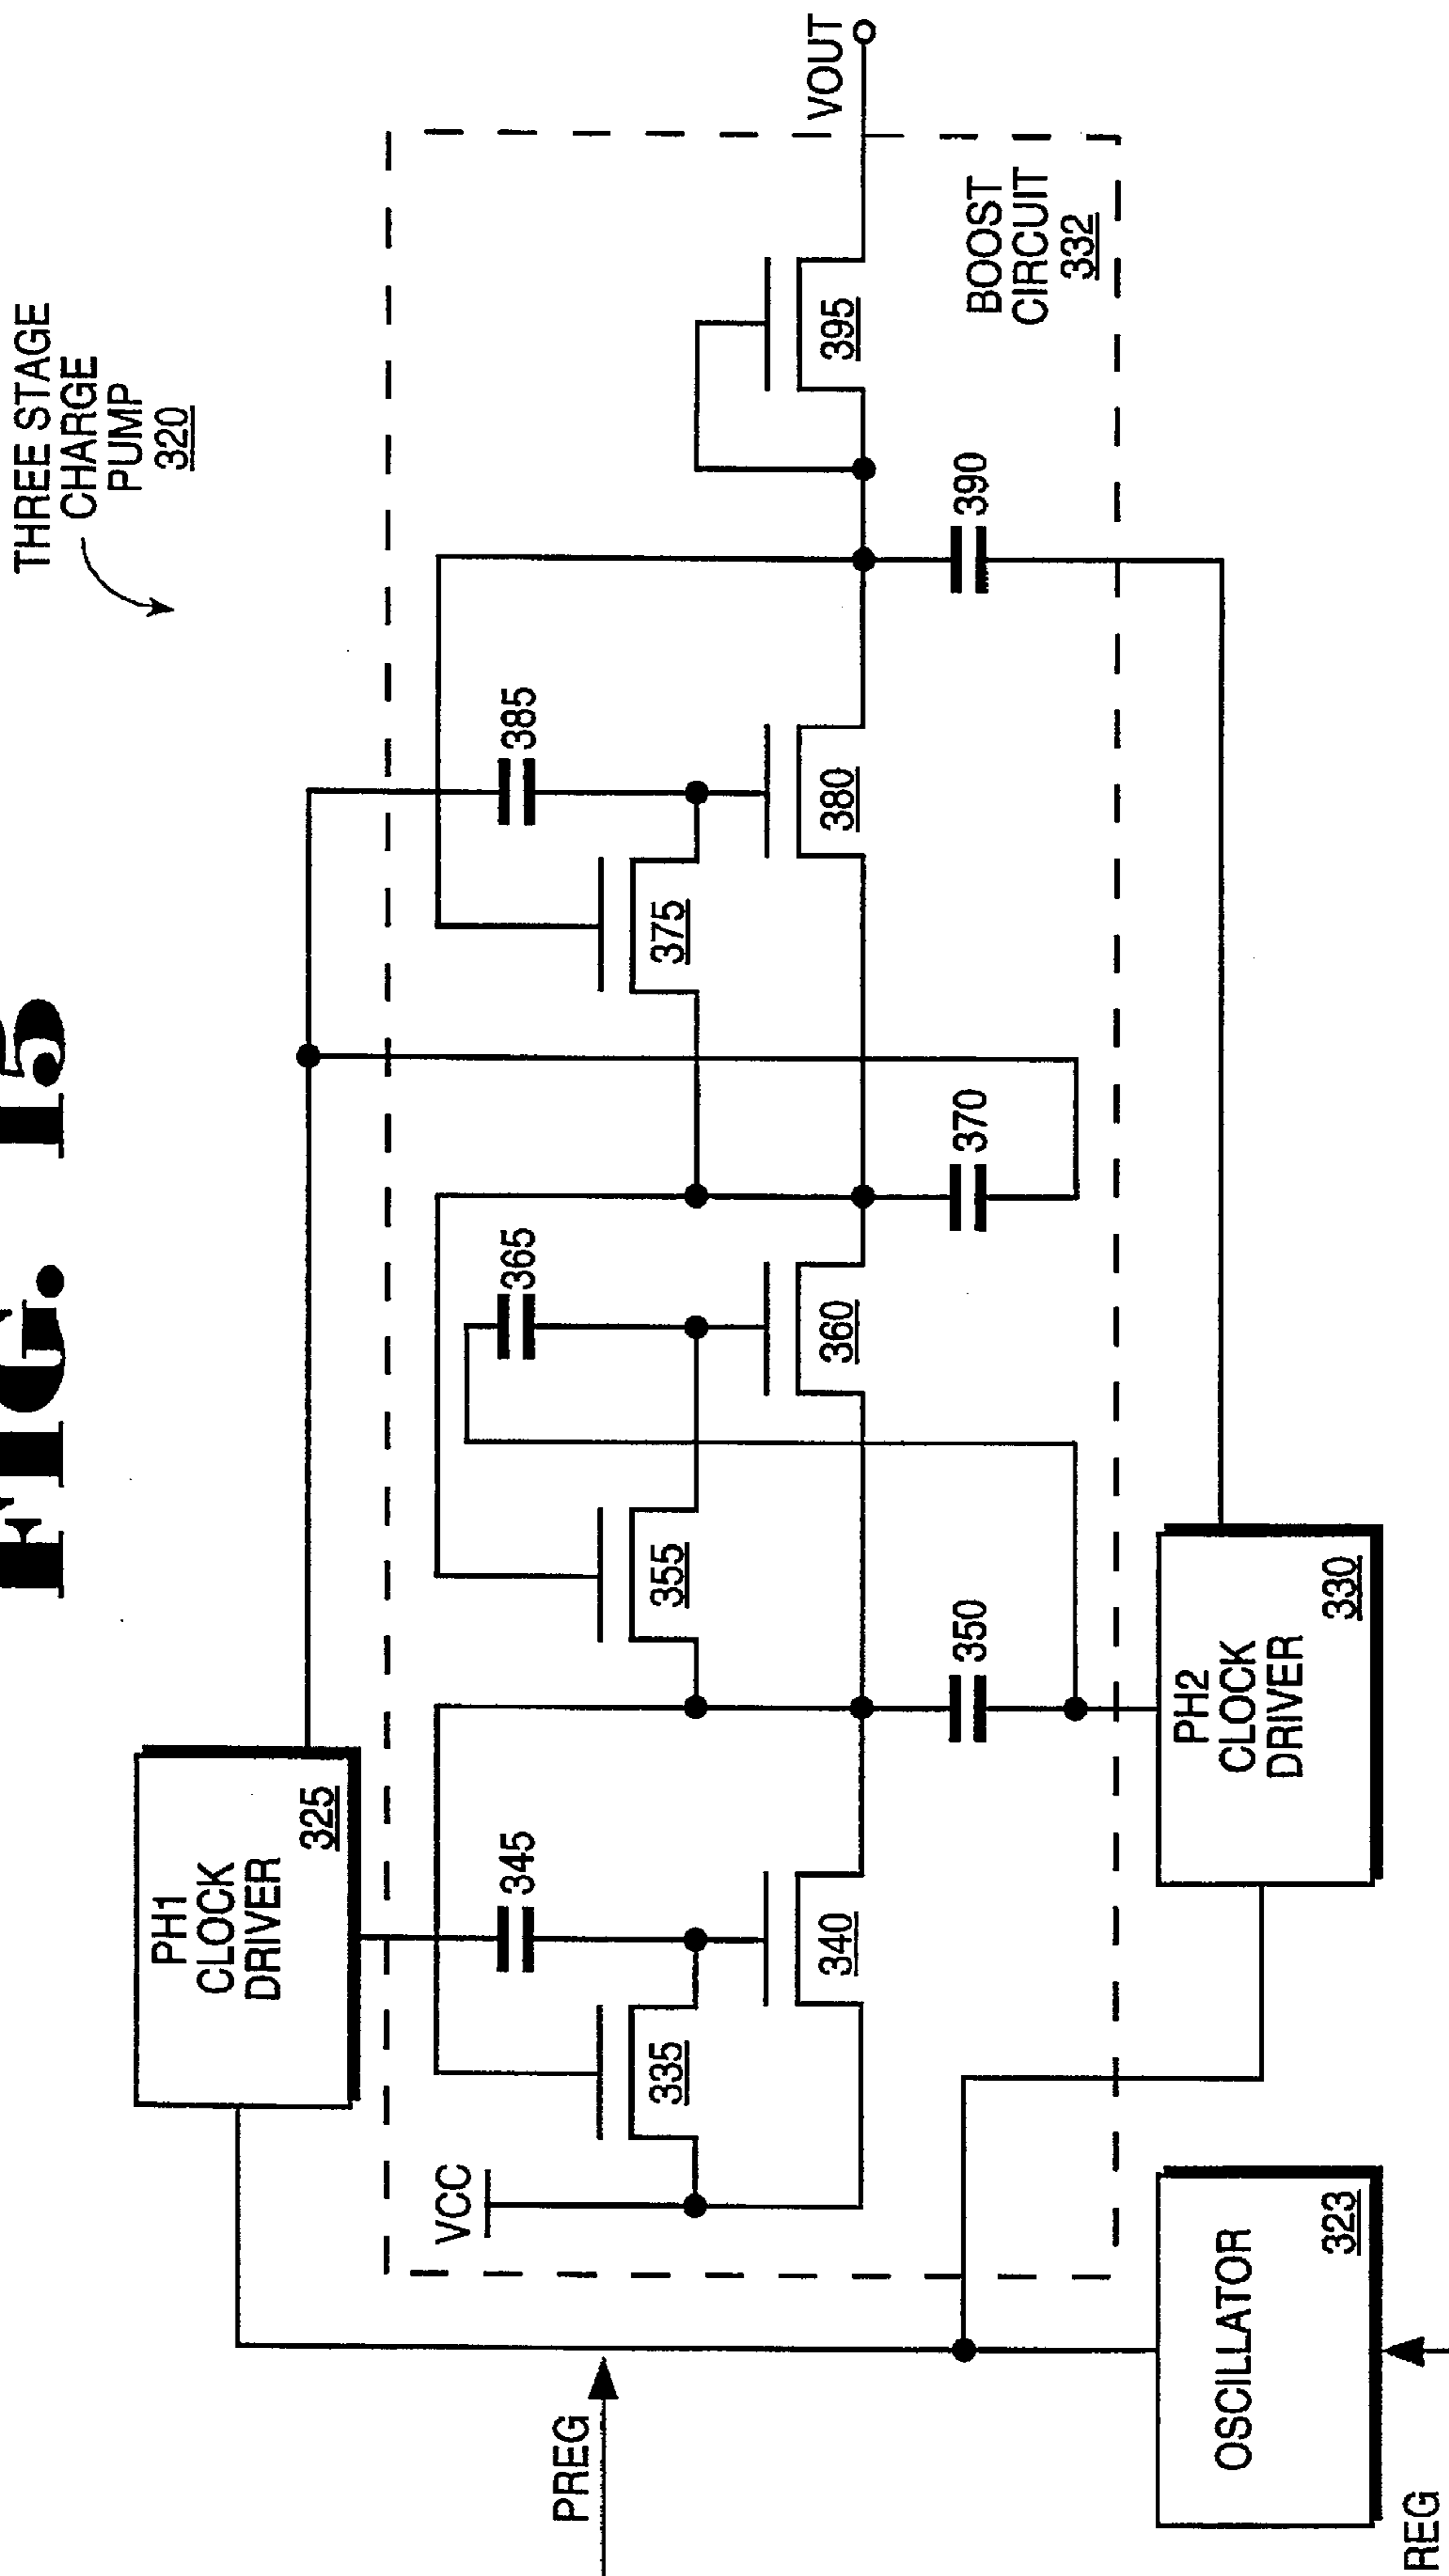 FIG. 15
THREE STAGE
CHARGE
PUMP
320
PH1
CLOCK
DRIVER
325
VCC
335
345
340
355
365
360
350
375
385
380
370
390
395
VOUT
BOOST
CIRCUIT
332
PREG
OSCILLATOR
323
REG
PH2
CLOCK
DRIVER
330